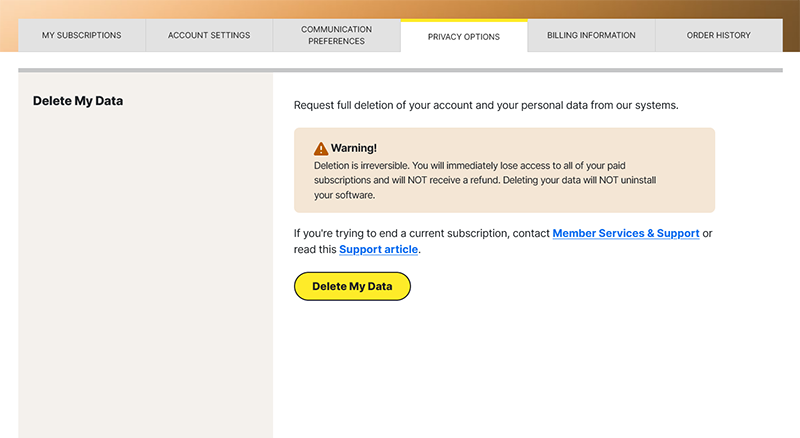 MY SUBSCRIPTIONS
ACCOUNT SETTINGS
COMMUNICATION
PREFERENCES
PRIVACY OPTIONS
BILLING INFORMATION
ORDER HISTORY
Delete My Data
Request full deletion of your account and your personal data from our systems.
Warning!
Deletion is irreversible. You will immediately lose access to all of your paid
subscriptions and will NOT receive a refund. Deleting your data will NOT uninstall
your software.
If you're trying to end a current subscription, contact Member Services & Support or
read this Support article.
Delete My Data